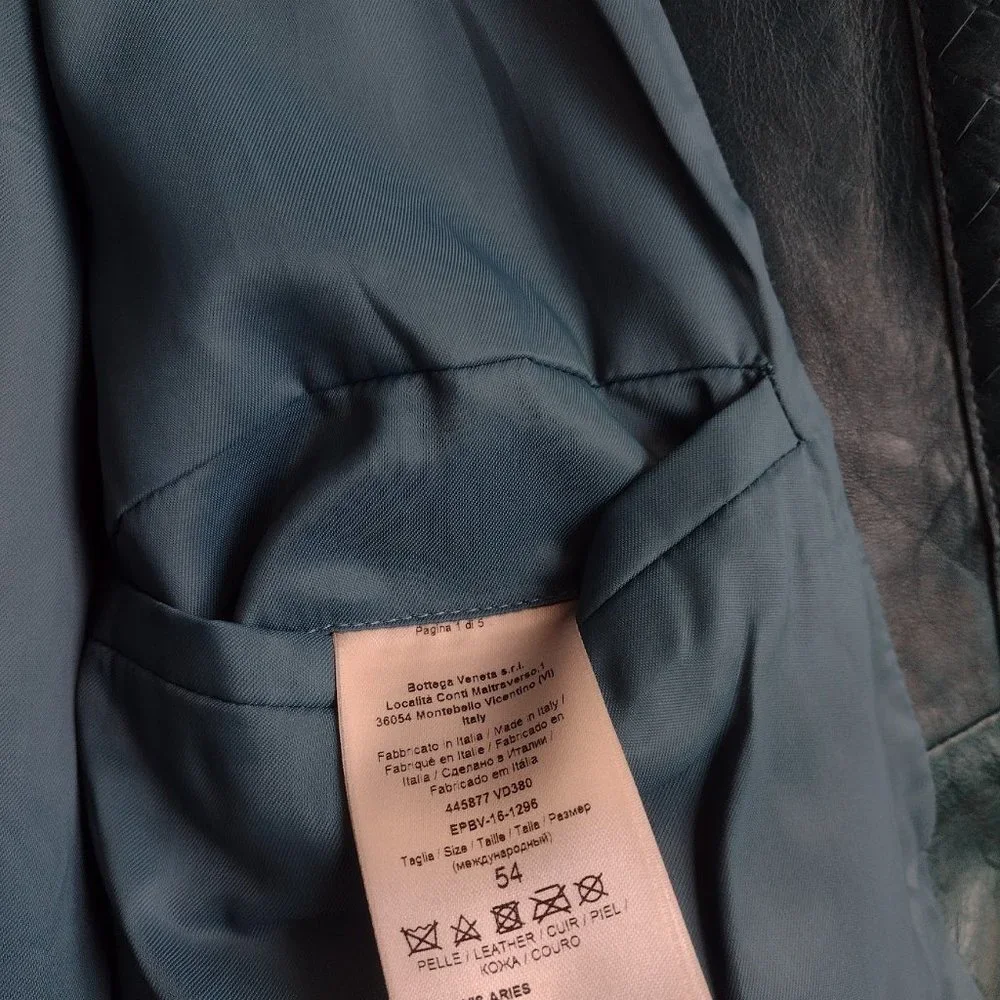 Pagina 1 di 5
Bottega Veneta s.r.l.
Località Conti Maltraverso,1
36054 Montebello Vicentino (VI)
Italy
Fabbricato in Italia / Made in Italy /
Fabriqué en Italie / Fabricado en
Italia / Сделано в Италии /
Fabricado em Itália
445877 VD380
EPBV-16-1296
Taglia / Size / Taille / Talla / Размер
(международный)
54
PELLE / LEATHER / CUIR / PIEL /
КОЖА / COURO
ARIES